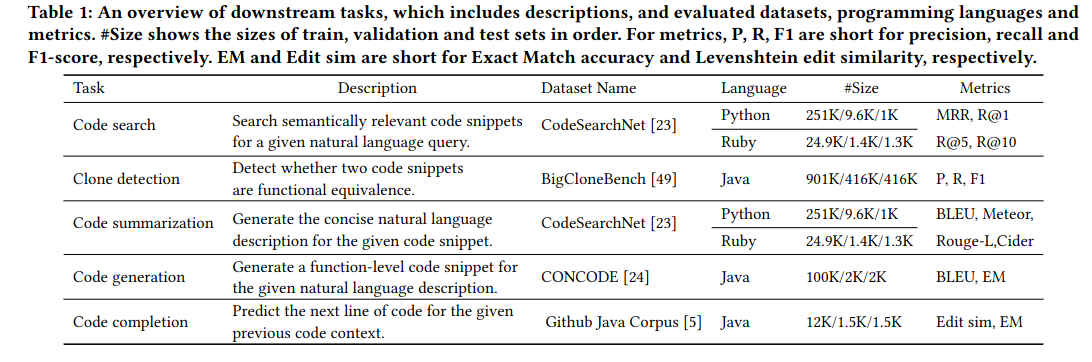 Table 1: An overview of downstream tasks, which includes descriptions, and evaluated datasets, programming languages and
metrics. #Size shows the sizes of train, validation and test sets in order. For metrics, P, R, F1 are short for precision, recall and
F1-score, respectively. EM and Edit sim are short for Exact Match accuracy and Levenshtein edit similarity, respectively.
Task Description Dataset Name Language #Size Metrics
Code search Search semantically relevant code snippets for a given natural language query. CodeSearchNet [23] Python 251K/9.6K/1K MRR, R@1
Ruby 24.9K/1.4K/1.3K R@5, R@10
Clone detection Detect whether two code snippets are functional equivalence. BigCloneBench [49] Java 901K/416K/416K P, R, F1
Code summarization Generate the concise natural language description for the given code snippet. CodeSearchNet [23] Python 251K/9.6K/1K BLEU, Meteor,
Ruby 24.9K/1.4K/1.3K Rouge-L,Cider
Code generation Generate a function-level code snippet for the given natural language description. CONCODE [24] Java 100K/2K/2K BLEU, EM
Code completion Predict the next line of code for the given previous code context. Github Java Corpus [5] Java 12K/1.5K/1.5K Edit sim, EM